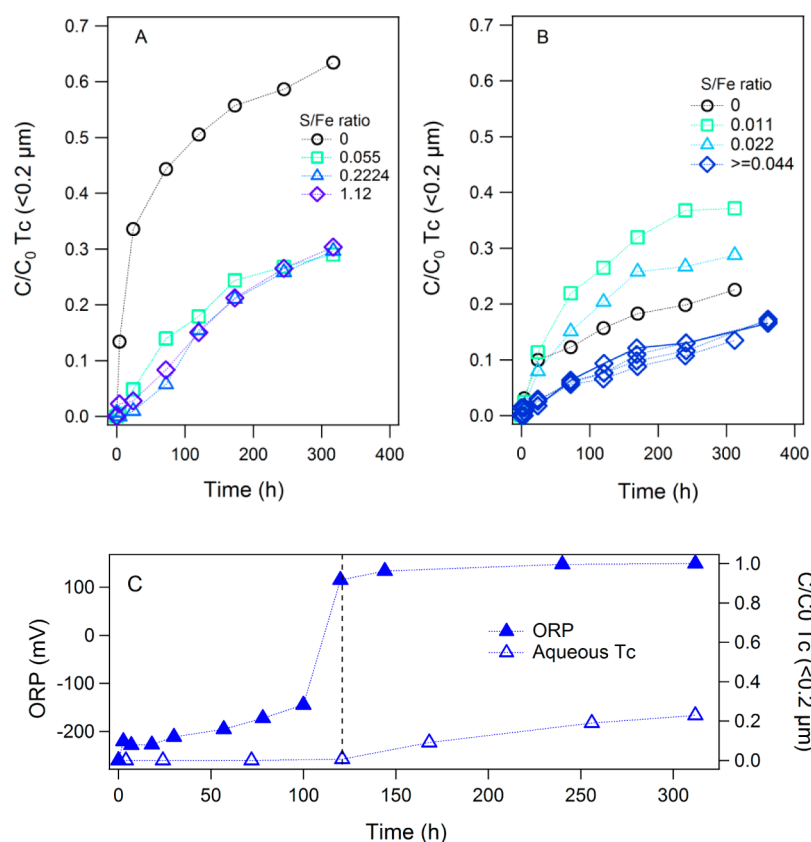 A
S/Fe ratio
0
0.055
0.2224
1.12
C/C0 Tc (<0.2 µm)
0.7
0.6
0.5
0.4
0.3
0.2
0.1
0.0
0 100 200 300 400
Time (h)
B
S/Fe ratio
0
0.011
0.022
>=0.044
C/C0 Tc (<0.2 µm)
0.7
0.6
0.5
0.4
0.3
0.2
0.1
0.0
0 100 200 300 400
Time (h)
C
ORP
Aqueous Tc
ORP (mV)
100
0
-100
-200
1.0
0.8
0.6
0.4
0.2
0.0
C/C0 Tc (<0.2 µm)
0 50 100 150 200 250 300
Time (h)